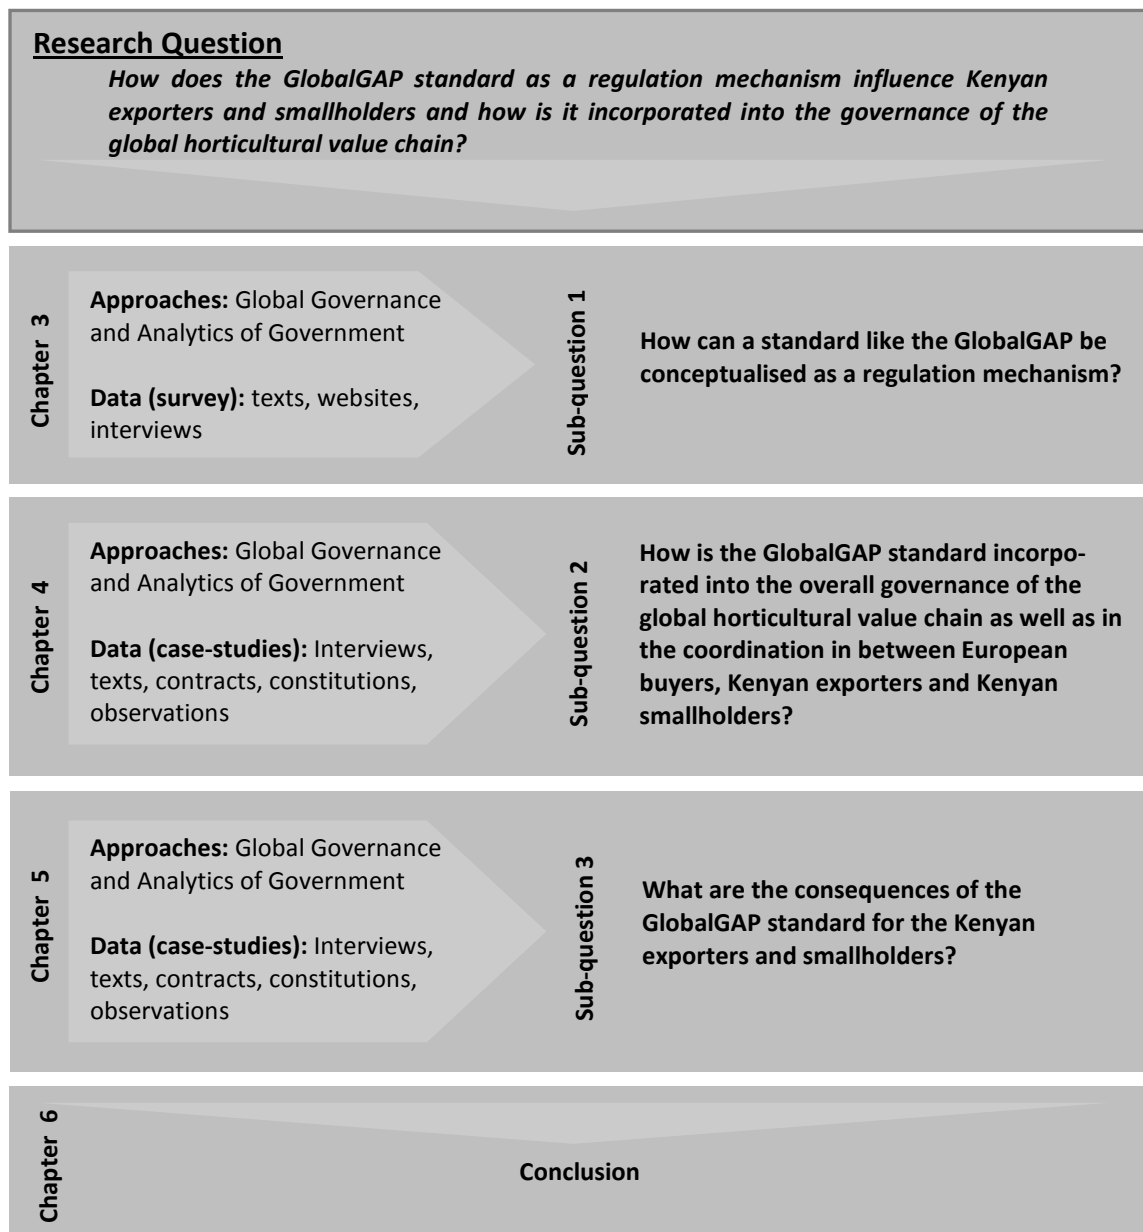 Research Question
How does the GlobalGAP standard as a regulation mechanism influence Kenyan
exporters and smallholders and how is it incorporated into the governance of the
global horticultural value chain?
Chapter 3
Approaches: Global Governance
and Analytics of Government
Data (survey): texts, websites,
interviews
Sub-question 1
How can a standard like the GlobalGAP be
conceptualised as a regulation mechanism?
Chapter 4
Approaches: Global Governance
and Analytics of Government
Data (case-studies): Interviews,
texts, contracts, constitutions,
observations
Sub-question 2
How is the GlobalGAP standard incorpo-
rated into the overall governance of the
global horticultural value chain as well as in
the coordination in between European
buyers, Kenyan exporters and Kenyan
smallholders?
Chapter 5
Approaches: Global Governance
and Analytics of Government
Data (case-studies): Interviews,
texts, contracts, constitutions,
observations
Sub-question 3
What are the consequences of the
GlobalGAP standard for the Kenyan
exporters and smallholders?
Chapter 6
Conclusion